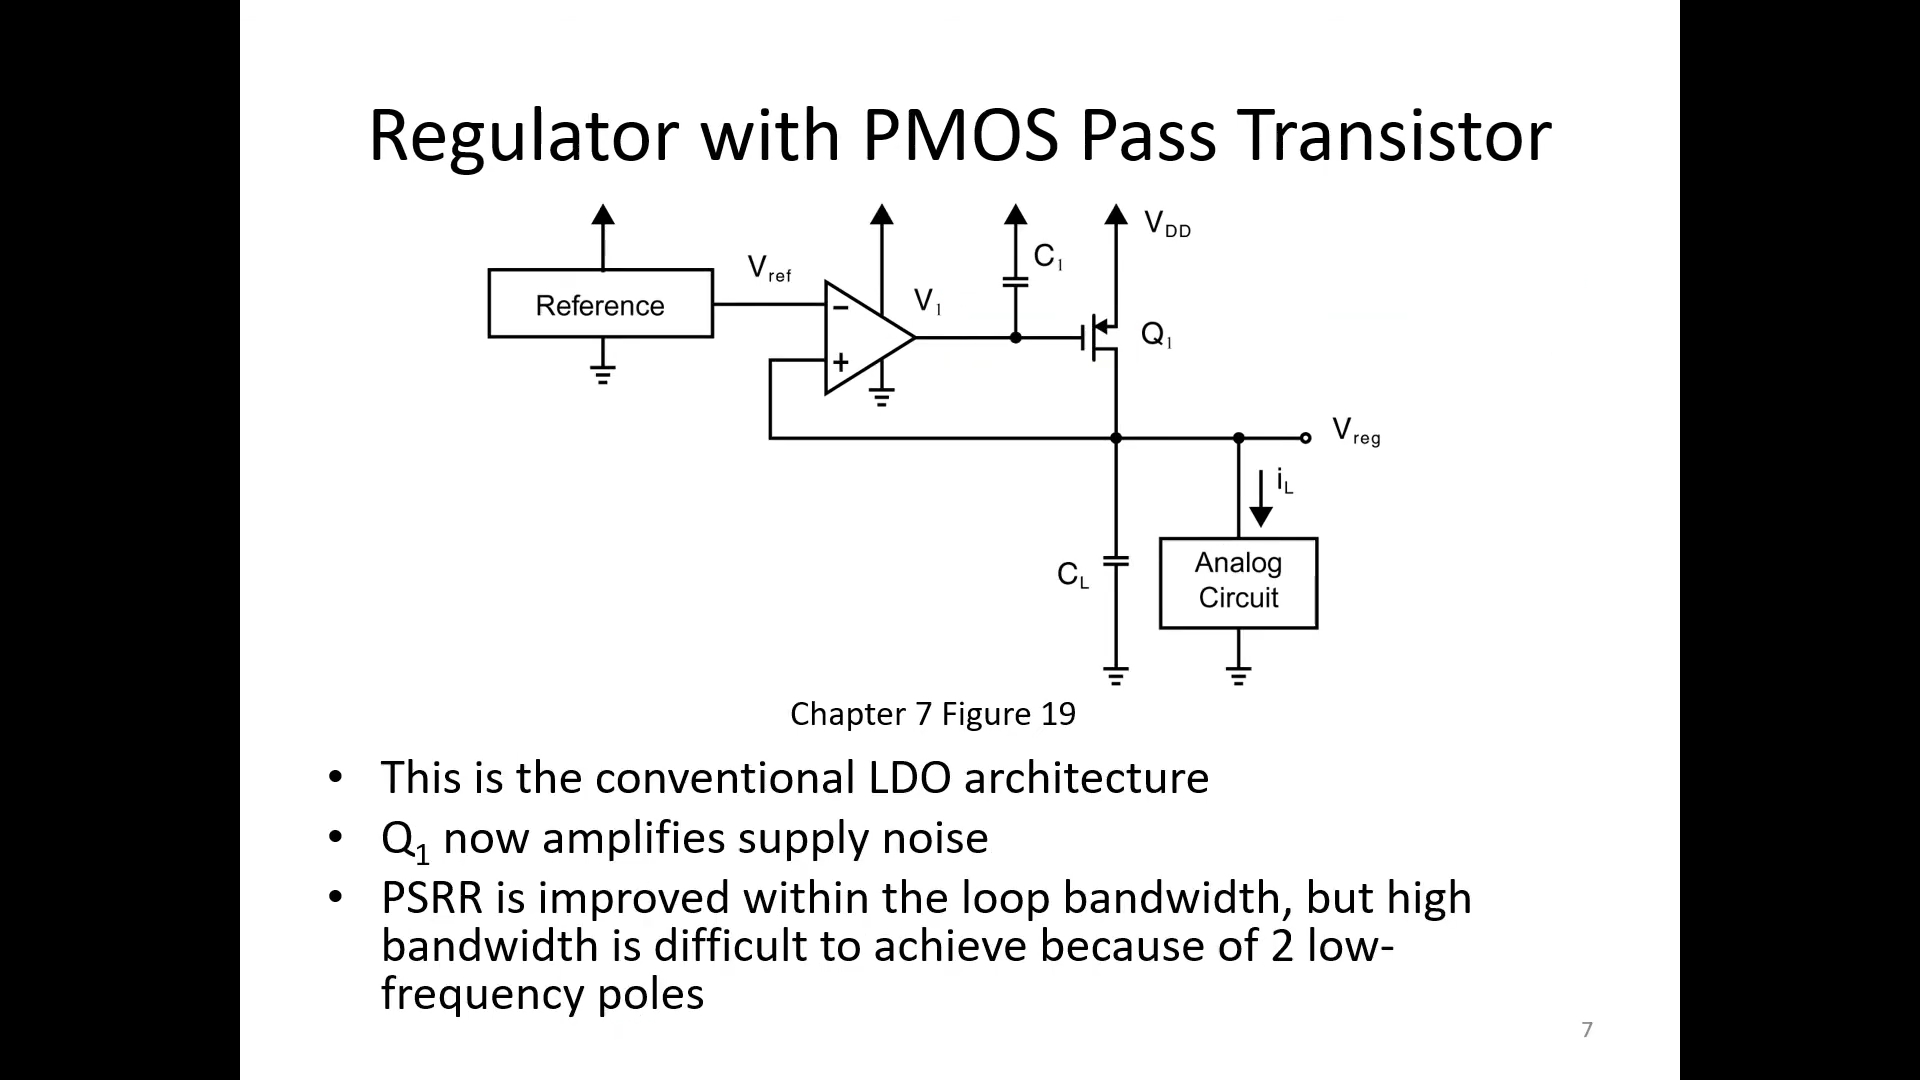 Regulator with PMOS Pass Transistor
VDD
C1
Vref
Reference
V1
Q1
−
+
Vreg
iL
CL
Analog
Circuit
Chapter 7 Figure 19
• This is the conventional LDO architecture
• Q1 now amplifies supply noise
• PSRR is improved within the loop bandwidth, but high
bandwidth is difficult to achieve because of 2 low-
frequency poles
7